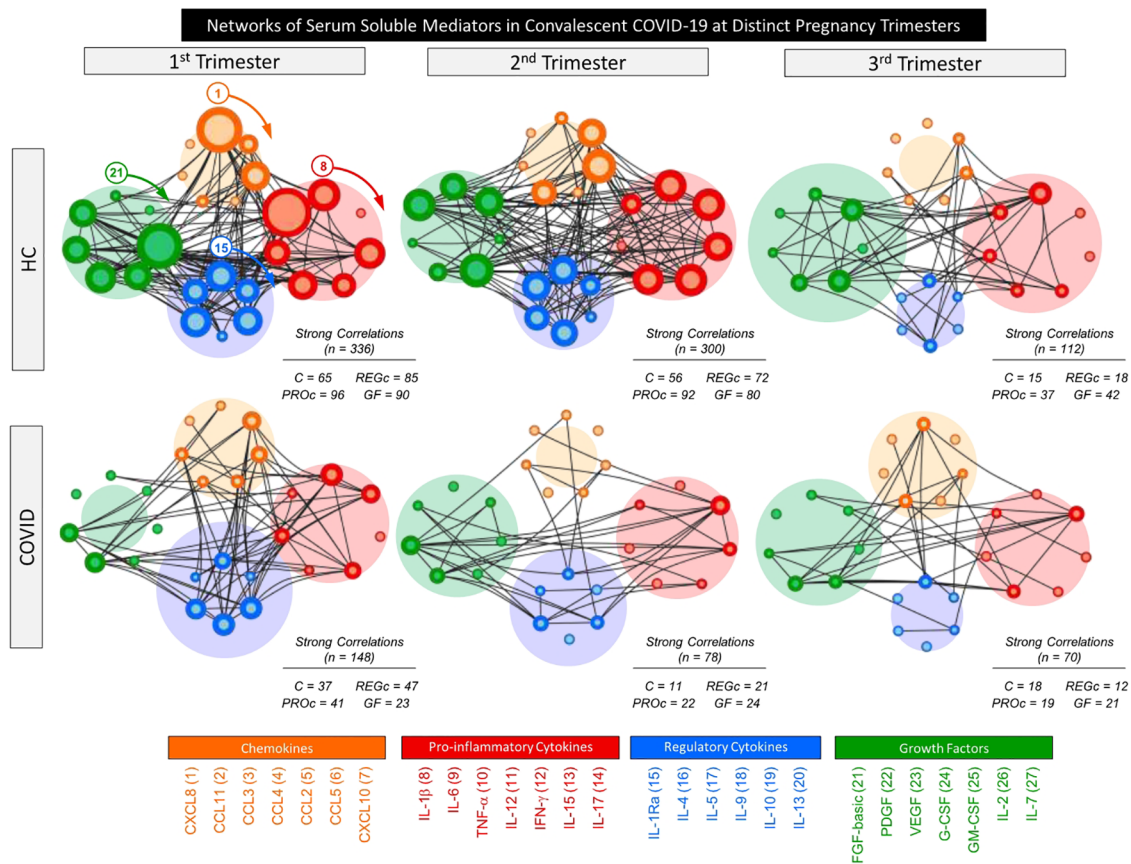 Networks of Serum Soluble Mediators in Convalescent COVID-19 at Distinct Pregnancy Trimesters
1st Trimester
2nd Trimester
3rd Trimester
HC
1
21
8
15
Strong Correlations
(n = 336)
C = 65 REGc = 85
PROc = 96 GF = 90
Strong Correlations
(n = 300)
C = 56 REGc = 72
PROc = 92 GF = 80
Strong Correlations
(n = 112)
C = 15 REGc = 18
PROc = 37 GF = 42
COVID
Strong Correlations
(n = 148)
C = 37 REGc = 47
PROc = 41 GF = 23
Strong Correlations
(n = 78)
C = 11 REGc = 21
PROc = 22 GF = 24
Strong Correlations
(n = 70)
C = 18 REGc = 12
PROc = 19 GF = 21
Chemokines
CXCL8 (1)
CCL11 (2)
CCL3 (3)
CCL4 (4)
CCL2 (5)
CCL5 (6)
CXCL10 (7)
Pro-inflammatory Cytokines
IL-1β (8)
IL-6 (9)
TNF-α (10)
IL-12 (11)
IFN-γ (12)
IL-15 (13)
IL-17 (14)
Regulatory Cytokines
IL-1Ra (15)
IL-4 (16)
IL-5 (17)
IL-9 (18)
IL-10 (19)
IL-13 (20)
Growth Factors
FGF-basic (21)
PDGF (22)
VEGF (23)
G-CSF (24)
GM-CSF (25)
IL-2 (26)
IL-7 (27)